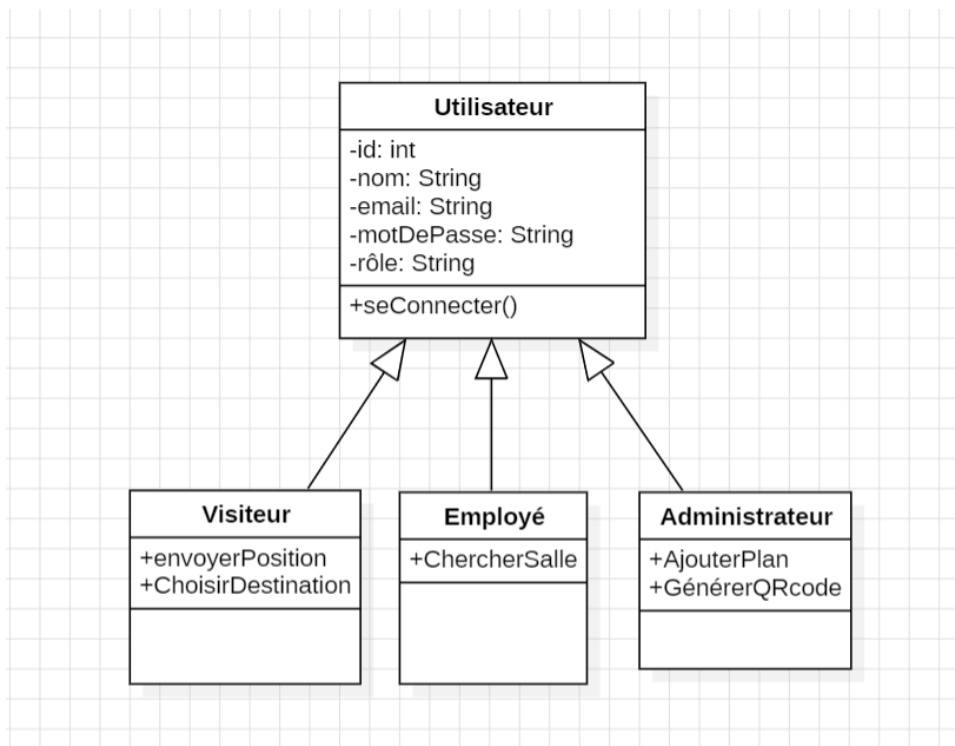 Utilisateur
-id: int
-nom: String
-email: String
-motDePasse: String
-rôle: String
+seConnecter()
Visiteur
+envoyerPosition
+ChoisirDestination
Employé
+ChercherSalle
Administrateur
+AjouterPlan
+GénérerQRcode